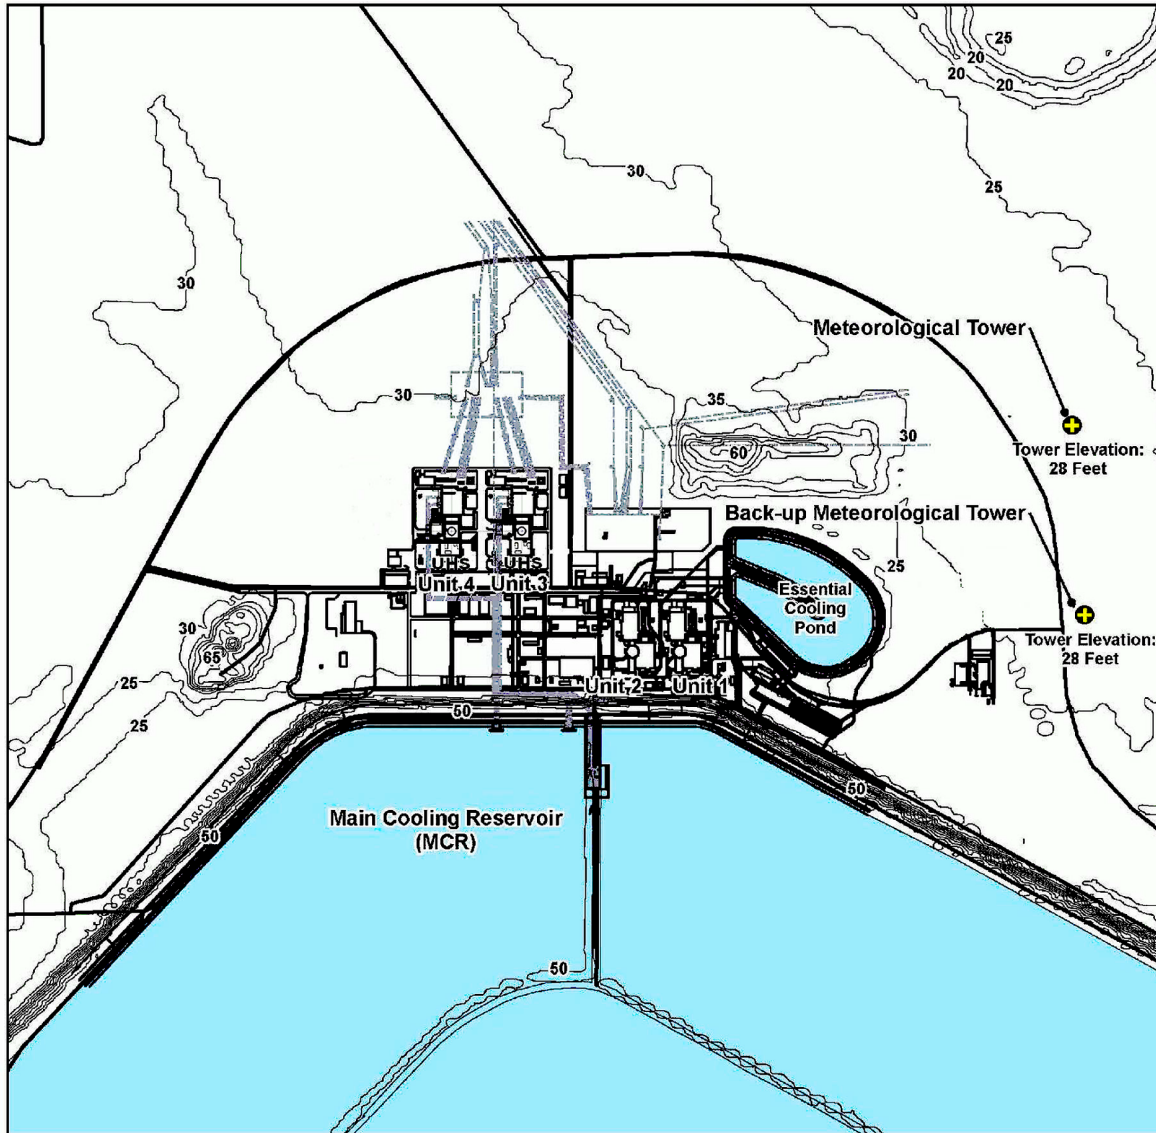 25
20
20
20
30
25
30
Meteorological Tower
30
35
30
60
Tower Elevation:
28 Feet
Back-up Meteorological Tower
UHS
UHS
25
Unit 4
Unit 3
Essential
Cooling
Pond
30
65
Tower Elevation:
28 Feet
25
Unit 2
Unit 1
50
25
50
Main Cooling Reservoir
(MCR)
50
50